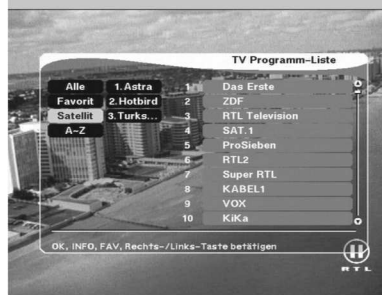 TV Programm-Liste
Alle
Favorit
Satellit
A-Z
1.Astra
2.Hotbird
3.Turks...
1 Das Erste
2 ZDF
3 RTL Television
4 SAT.1
5 ProSieben
6 RTL2
7 Super RTL
8 KABEL1
9 VOX
10 KiKa
OK, INFO, FAV, Rechts-/Links-Taste betätigen
RTL